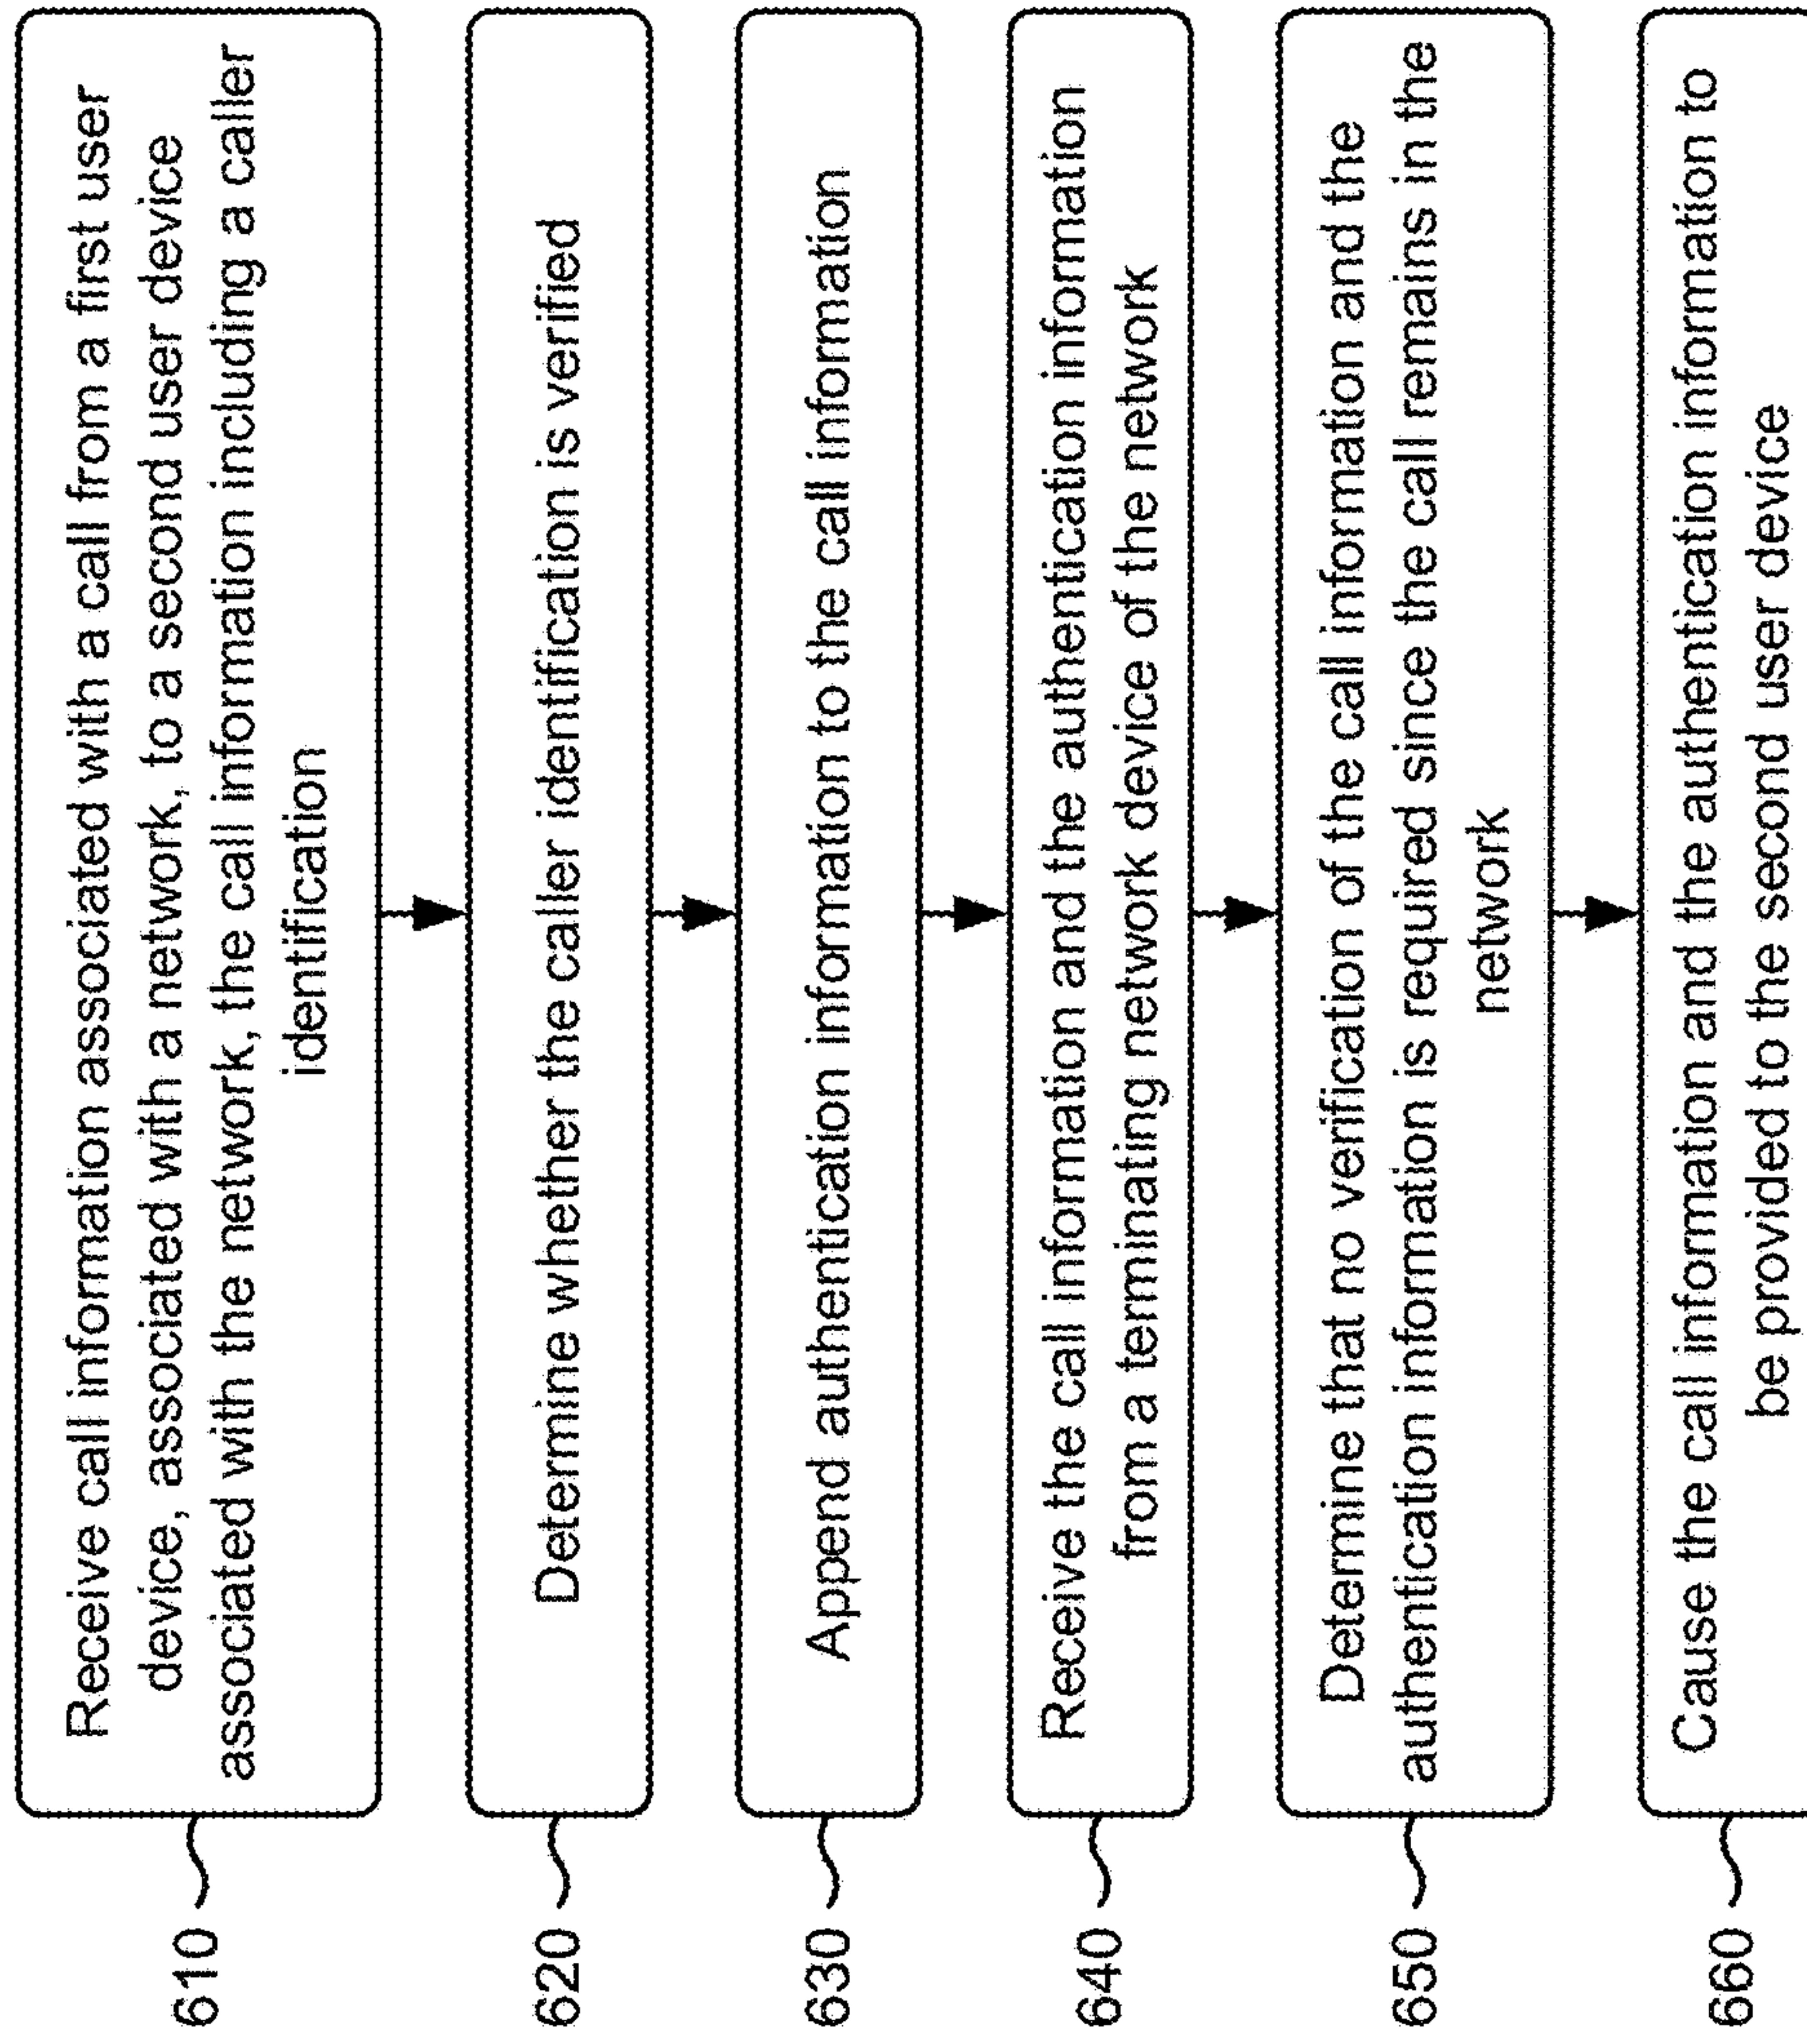 610
Receive call information associated with a call from a first user
device, associated with a network, to a second user device
associated with the network, the call information including a caller
identification
620
Determine whether the caller identification is verified
630
Append authentication information to the call information
640
Receive the call information and the authentication information
from a terminating network device of the network
650
Determine that no verification of the call information and the
authentication information is required since the call remains in the
network
660
Cause the call information and the authentication information to
be provided to the second user device